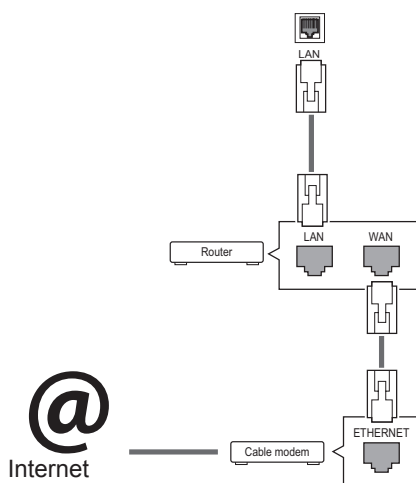 LAN
LAN WAN
Router
ETHERNET
@
Cable modem
Internet